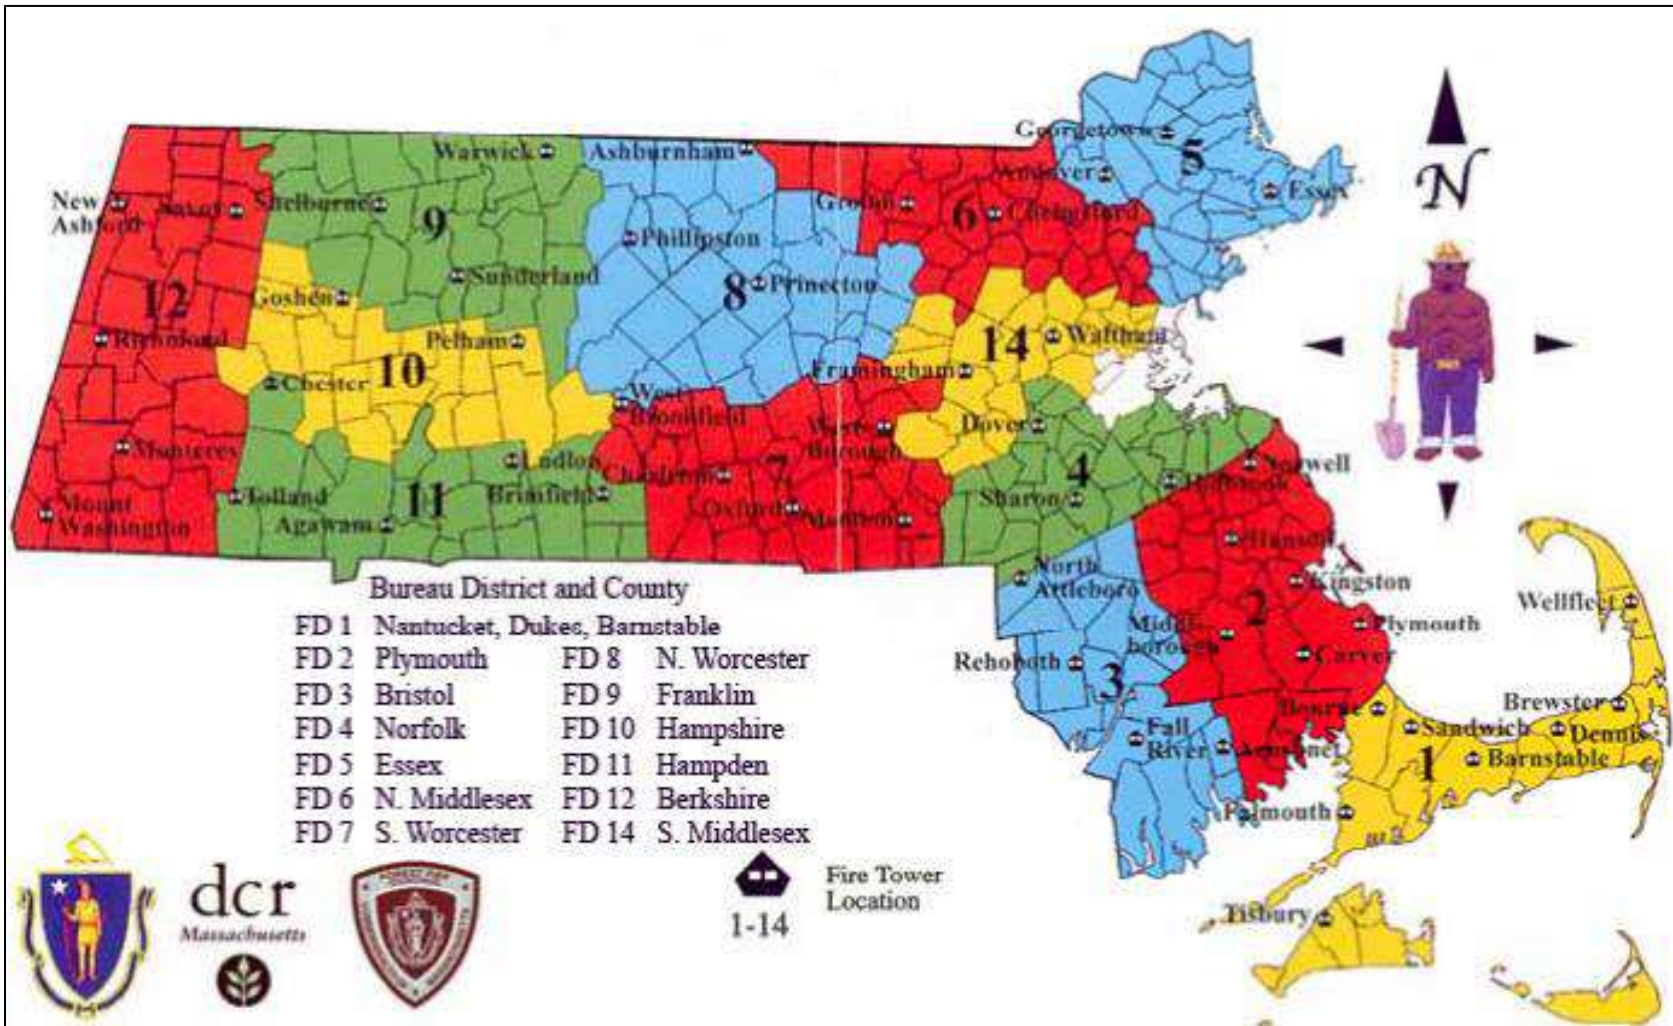 Georgetown
5
Warwick
Ashburnham
Andover
Essex
N
New
Ashford
Savoy
Shelburne
9
Groton
6
Chelmsford
Phillipston
Sunderland
8
Princeton
12
Goshen
Richmond
Pelham
14
Waltham
10
Chester
Framingham
West
Brookfield
Dover
West
Borough
Monterey
Ludlow
Charlton
7
4
Norwell
Holbrook
Mount
Washington
Tolland
11
Brimfield
Agawam
Oxford
Mendon
Sharon
Hanson
North
Attleboro
Kingston
2
Wellfleet
Middle
borough
Plymouth
Rehoboth
3
Carver
Bourne
Brewster
Fall
River
Acushnet
Sandwich
Dennis
1
Barnstable
Falmouth
Tisbury
Bureau District and County
FD 1 Nantucket, Dukes, Barnstable
FD 2 Plymouth FD 8 N. Worcester
FD 3 Bristol FD 9 Franklin
FD 4 Norfolk FD 10 Hampshire
FD 5 Essex FD 11 Hampden
FD 6 N. Middlesex FD 12 Berkshire
FD 7 S. Worcester FD 14 S. Middlesex
Fire Tower
Location
1-14
dcr
Massachusetts